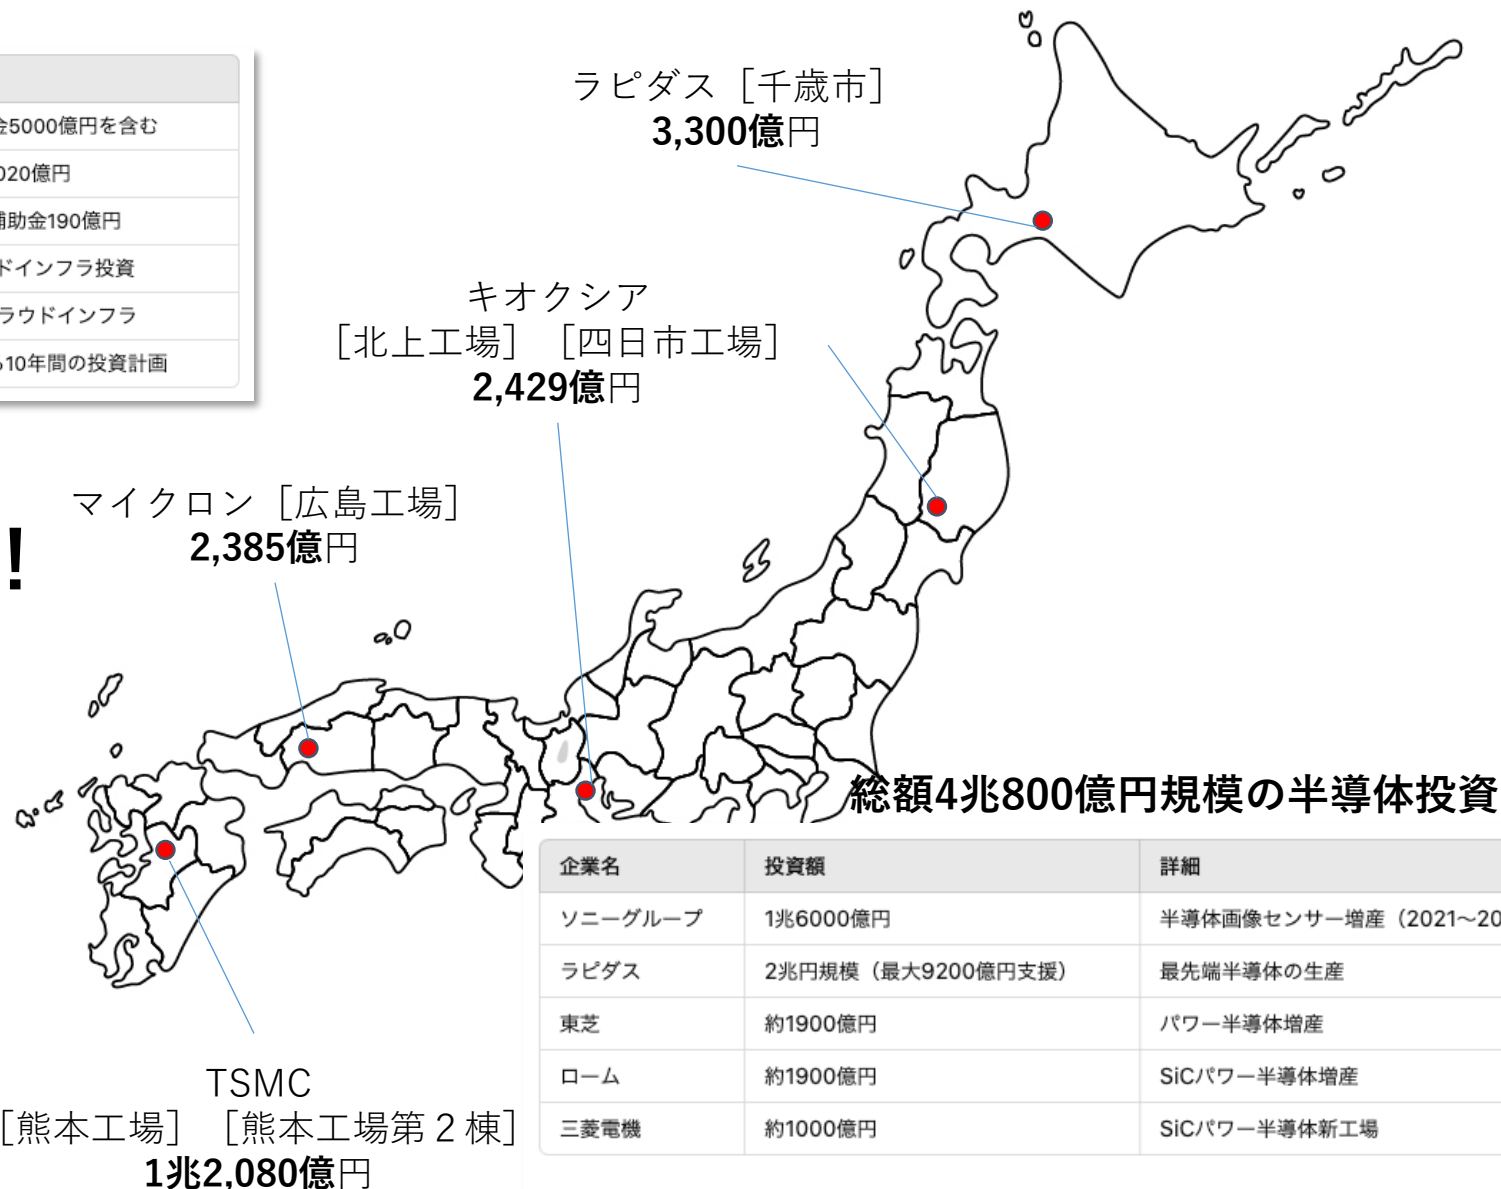 金5000億円を含む
020億円
補助金190億円
ドインフラ投資
ラウドインフラ
10年間の投資計画
ラピダス［千歳市］
3,300億円
キオクシア
［北上工場］［四日市工場］
2,429億円
マイクロン［広島工場］
2,385億円
！
TSMC
［熊本工場］［熊本工場第２棟］
1兆2,080億円
総額4兆800億円規模の半導体投資
企業名 投資額 詳細
ソニーグループ 1兆6000億円 半導体画像センサー増産（2021〜20
ラピダス 2兆円規模（最大9200億円支援） 最先端半導体の生産
東芝 約1900億円 パワー半導体増産
ローム 約1900億円 SiCパワー半導体増産
三菱電機 約1000億円 SiCパワー半導体新工場